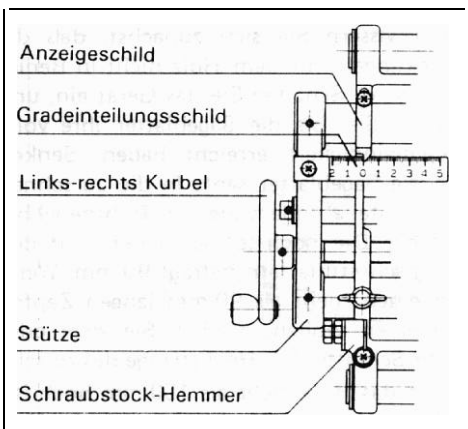 Anzeigeschild
Gradeinteilungsschild
2 1 0 1 2 3 4 5
Links-rechts Kurbel
Stütze
Schraubstock-Hemmer